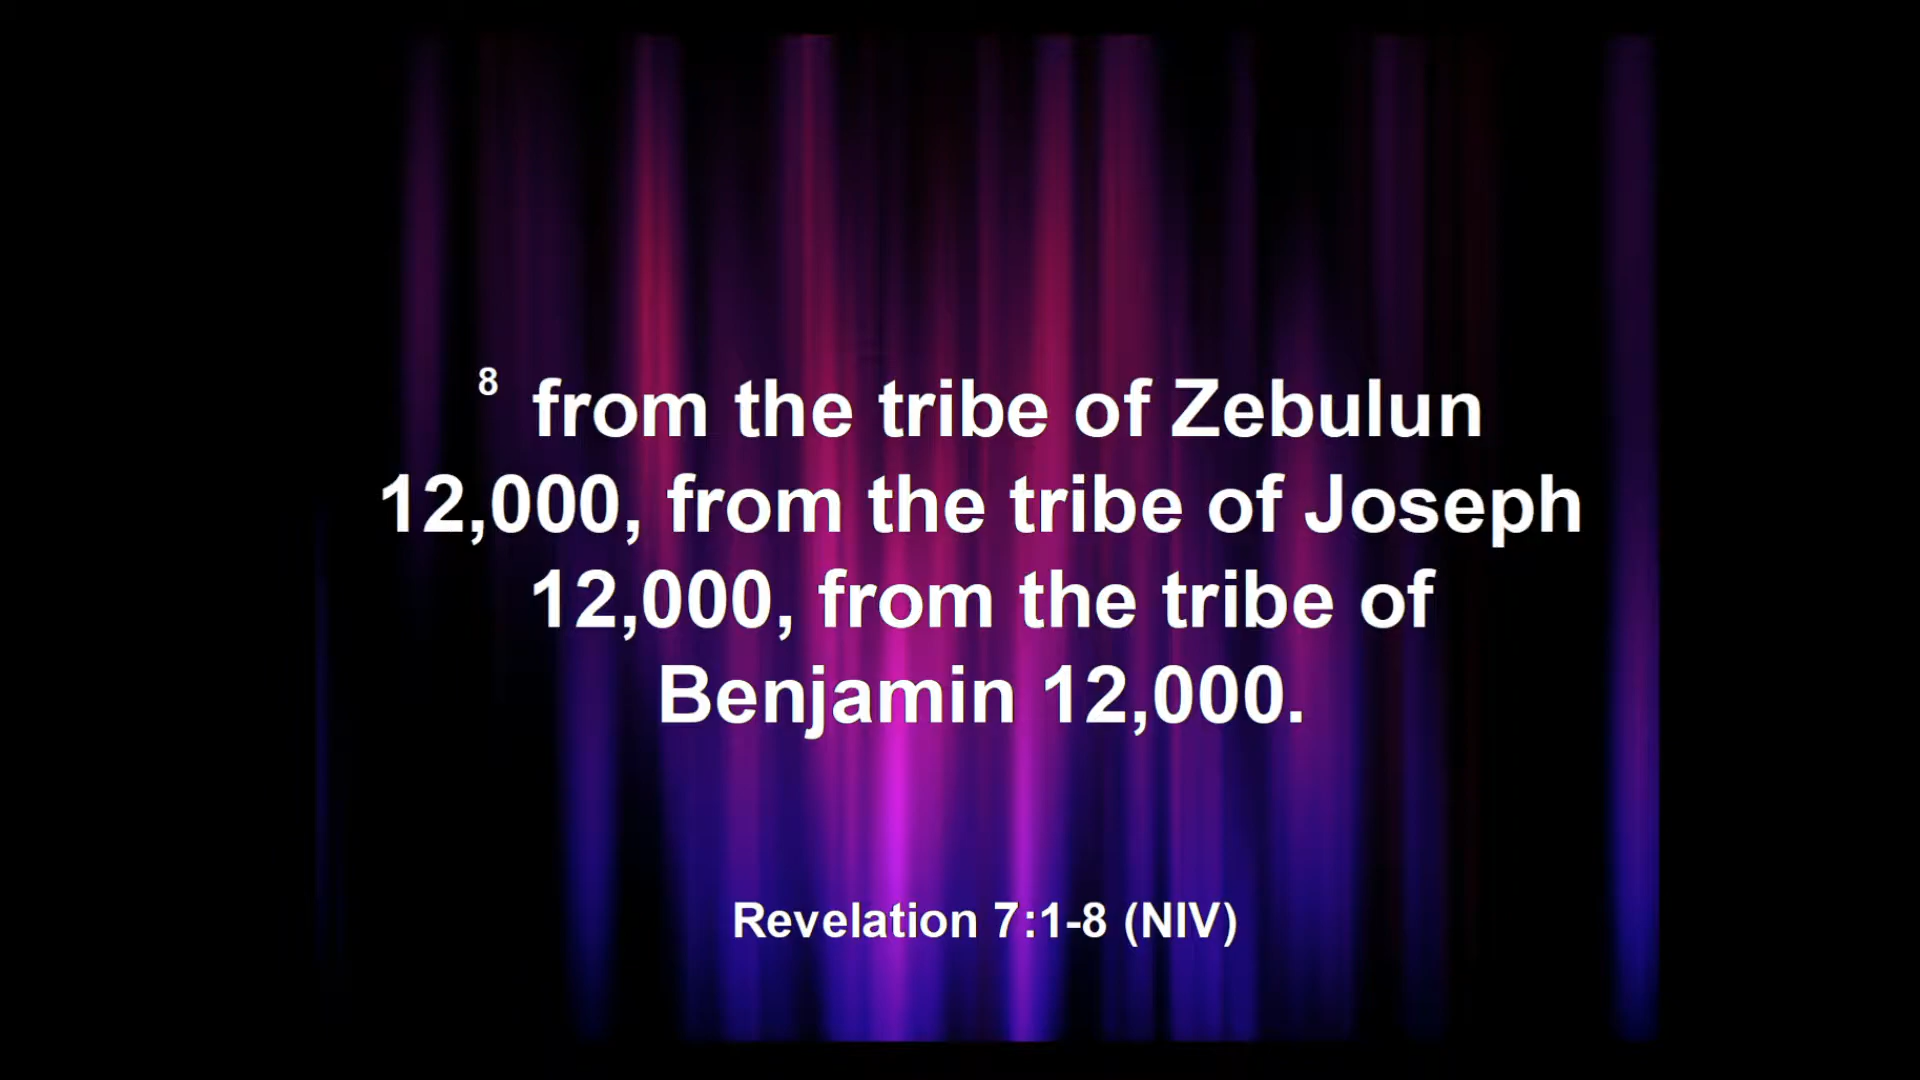 8 from the tribe of Zebulun
12,000, from the tribe of Joseph
12,000, from the tribe of
Benjamin 12,000.
Revelation 7:1-8 (NIV)